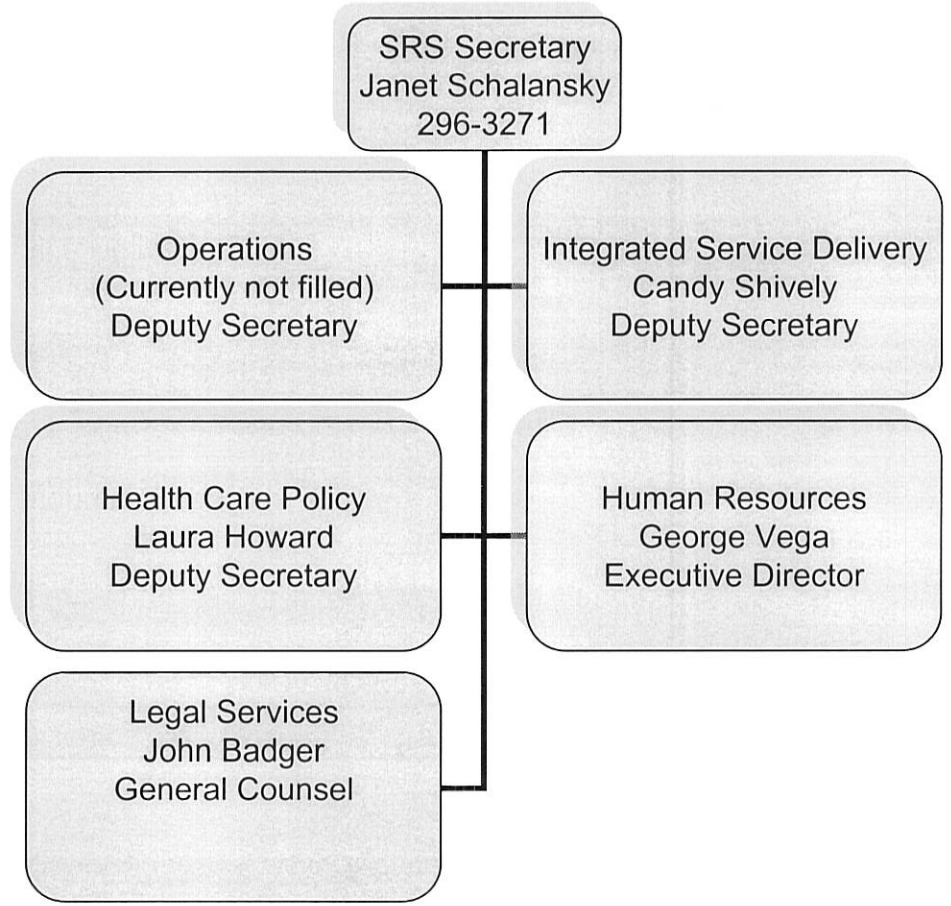 SRS Secretary
Janet Schalansky
296-3271
Operations
(Currently not filled)
Deputy Secretary
Integrated Service Delivery
Candy Shively
Deputy Secretary
Health Care Policy
Laura Howard
Deputy Secretary
Human Resources
George Vega
Executive Director
Legal Services
John Badger
General Counsel